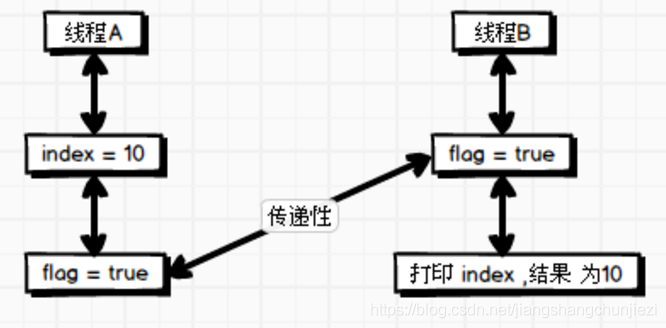 线程A
线程B
index = 10
flag = true
传递性
flag = true
打印 index ,结果 为10
https://blog.csdn.net/jiangshangchunjiezi